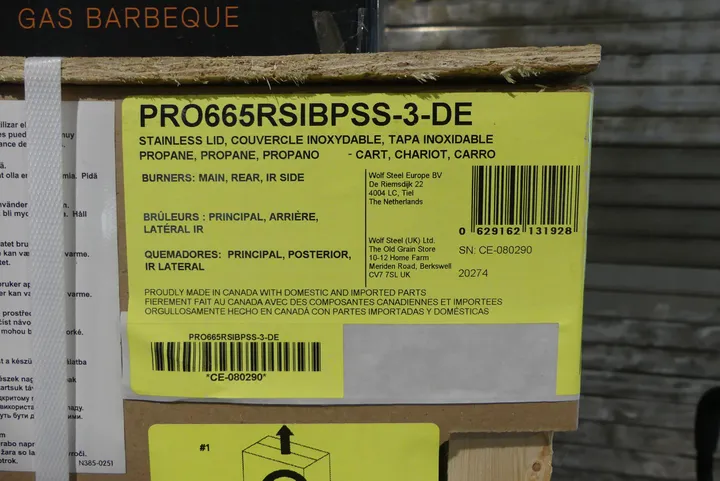 GAS BARBEQUE
PRO665RSIBPSS-3-DE
STAINLESS LID, COUVERCLE INOXYDABLE, TAPA INOXIDABLE
PROPANE, PROPANE, PROPANO - CART, CHARIOT, CARRO
BURNERS: MAIN, REAR, IR SIDE
BRÛLEURS : PRINCIPAL, ARRIÈRE,
LATÉRAL IR
QUEMADORES: PRINCIPAL, POSTERIOR,
IR LATERAL
Wolf Steel Europe BV
De Riemsdijk 22
4004 LC, Tiel
The Netherlands
Wolf Steel (UK) Ltd.
The Old Grain Store
10-12 Home Farm
Meriden Road, Berkswell
CV7 7SL UK
0 629162 131928
SN: CE-080290
20274
PROUDLY MADE IN CANADA WITH DOMESTIC AND IMPORTED PARTS
FIEREMENT FAIT AU CANADA AVEC DES COMPOSANTES CANADIENNES ET IMPORTEES
ORGULLOSAMENTE HECHO EN CANADÁ CON PARTES IMPORTADAS Y DOMÉSTICAS
PRO665RSIBPSS-3-DE
*CE-080290*
#1
N385-0251